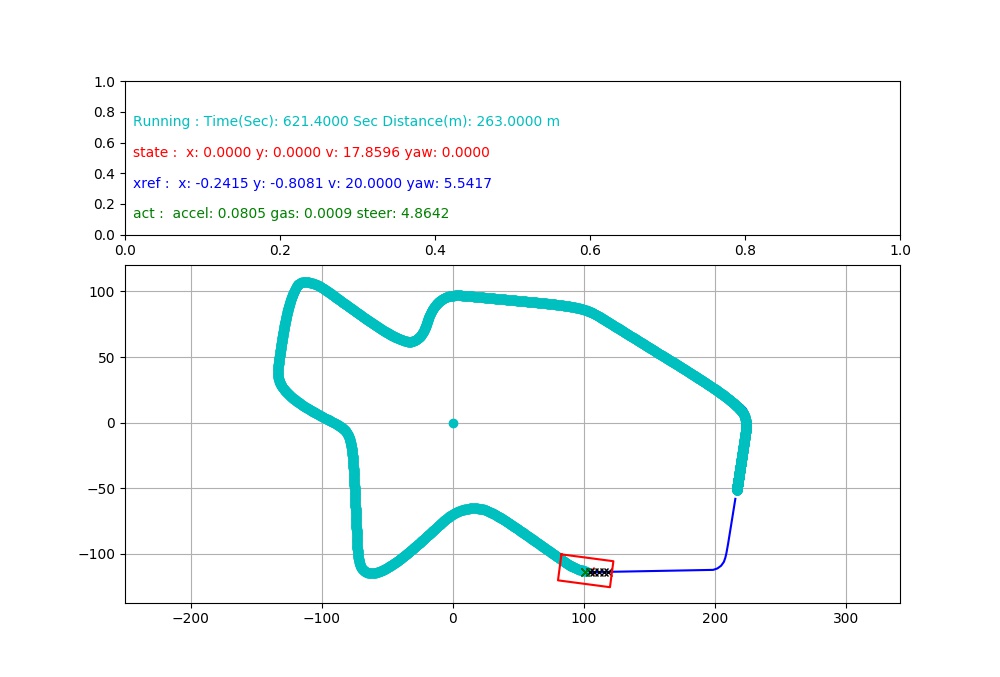 1.0
0.8
0.6
0.4
0.2
0.0
Running : Time(Sec): 621.4000 Sec Distance(m): 263.0000 m
state :  x: 0.0000 y: 0.0000 v: 17.8596 yaw: 0.0000
xref :  x: -0.2415 y: -0.8081 v: 20.0000 yaw: 5.5417
act :  accel: 0.0805 gas: 0.0009 steer: 4.8642
0.0 0.2 0.4 0.6 0.8 1.0
100
50
0
−50
−100
−200 −100 0 100 200 300